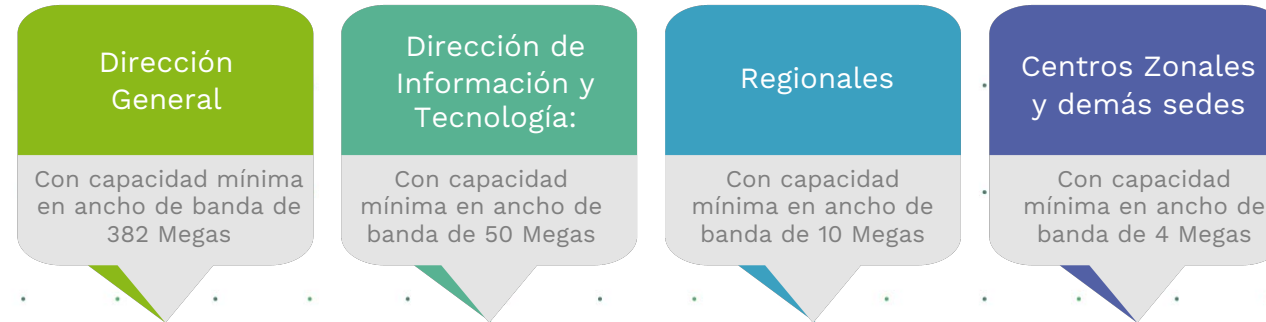 Dirección
General
Con capacidad mínima
en ancho de banda de
382 Megas
Dirección de
Información y
Tecnología:
Con capacidad
mínima en ancho de
banda de 50 Megas
Regionales
Con capacidad
mínima en ancho de
banda de 10 Megas
Centros Zonales
y demás sedes
Con capacidad
mínima en ancho de
banda de 4 Megas